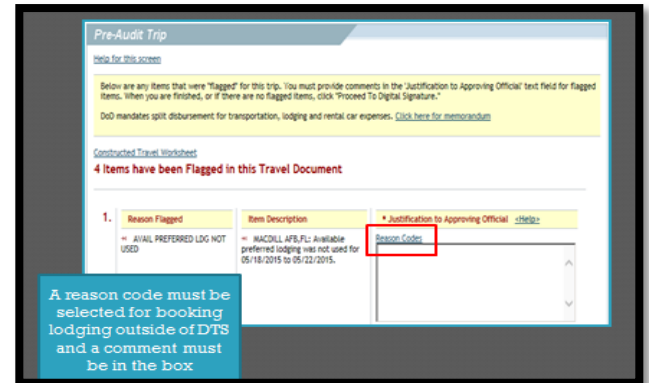 Pre-Audit Trip
Help for this screen
Below are any items that were "flagged" for this trip. You must provide comments in the 'Justification to Approving Official' text field for flagged
items. When you are finished, or if there are no flagged items, click "Proceed To Digital Signature."
DoD mandates split disbursement for transportation, lodging and rental car expenses. Click here for memorandum
Constructed Travel Worksheet
4 Items have been Flagged in this Travel Document
1. Reason Flagged Item Description * Justification to Approving Official <Help>
AVAIL PREFERRED LDG NOT
USED
MACDILL AFB,FL: Available
preferred lodging was not used for
05/18/2015 to 05/22/2015.
Reason Codes
A reason code must be
selected for booking
lodging outside of DTS
and a comment must
be in the box